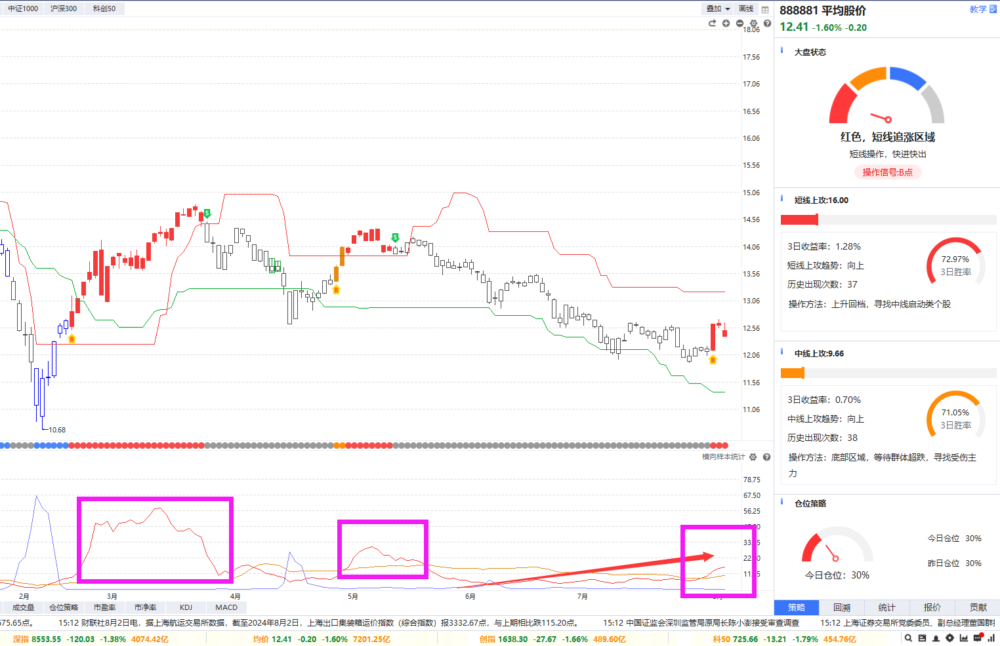 中证1000 沪深300 科创50
叠加 画线
888881 平均股价
教学
12.41 -1.60% -0.20
大盘状态
红色，短线追涨区域
短线操作，快进快出
操作信号:B点
短线上攻:16.00
3日收益率：1.28%
短线上攻趋势：向上
历史出现次数：37
72.97%
3日胜率
操作方法：上升回档，寻找中线启动类个股
中线上攻:9.66
3日收益率：0.70%
中线上攻趋势：向上
历史出现次数：38
71.05%
3日胜率
操作方法：底部区域，等待群体超跌，寻找受伤主
力
仓位策略
今日仓位 30%
昨日仓位 30%
今日仓位：30%
策略 回溯 统计 报价 贡献
18.06
17.56
17.06
16.56
16.06
15.56
15.06
14.56
14.06
13.56
13.06
12.56
12.06
11.56
11.06
S
S
B
B
B
10.68
横向样本统计
78.75
67.50
56.25
2月 3月 4月 5月 6月 7月
成交量 仓位策略 市盈率 市净率 KDJ MACD
575.65点。 15:12 财联社8月2日电，据上海航运交易所数据，截至2024年8月2日，上海出口集装箱运价指数（综合指数）报3332.67点，与上期相比跌115.20点。 15:12 中国证监会深圳监管局原局长陈小澎接受审查调查 15:12 上海证券交易所党委委员、副总经理董国群
深指 8553.55 -120.03 -1.38% 4074.42亿 均价 12.41 -0.20 -1.60% 7201.25亿 创指 1638.30 -27.67 -1.66% 489.60亿 科50 725.66 -13.21 -1.79% 454.76亿